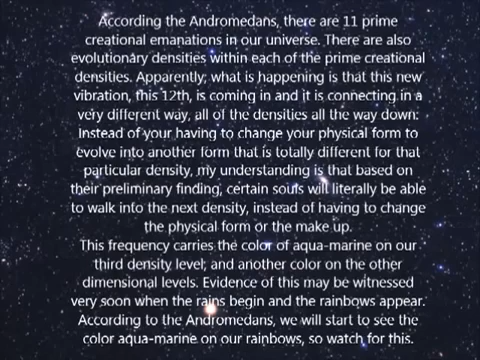 According the Andromedans, there are 11 prime
creational emanations in our universe. There are also
evolutionary densities within each of the prime creational
densities. Apparently, what is happening is that this new
vibration, this 12th, is coming in and it is connecting in a
very different way, all of the densities all the way down:
instead of your having to change your physical form to
evolve into another form that is totally different for that
particular density, my understanding is that based on
their preliminary finding, certain souls will literally be able
to walk into the next density, instead of having to change
the physical form or the make up.
This frequency carries the color of aqua-marine on our
third density level, and another color on the other
dimensional levels. Evidence of this may be witnessed
very soon when the rains begin and the rainbows appear.
According to the Andromedans, we will start to see the
color aqua-marine on our rainbows, so watch for this.